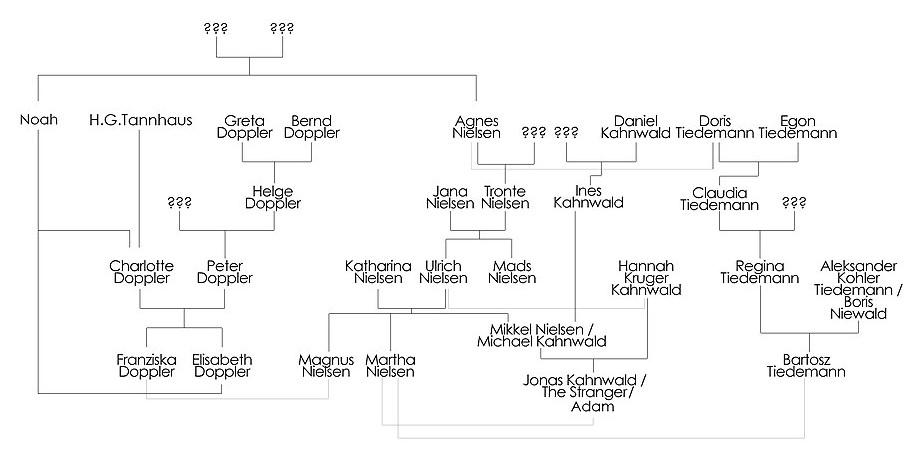 ??? ???
Noah
H.G.Tannhaus
Greta
Doppler
Bernd
Doppler
Agnes
Nielsen
???
???
Daniel
Kahnwald
Doris
Tiedemann
Egon
Tiedemann
???
Helge
Doppler
Jana
Nielsen
Tronte
Nielsen
Ines
Kahnwald
Claudia
Tiedemann
???
Charlotte
Doppler
Peter
Doppler
Katharina
Nielsen
Ulrich
Nielsen
Mads
Nielsen
Hannah
Kruger
Kahnwald
Regina
Tiedemann
Aleksander
Kohler
Tiedemann /
Boris
Niewald
Franziska
Doppler
Elisabeth
Doppler
Magnus
Nielsen
Martha
Nielsen
Mikkel Nielsen /
Michael Kahnwald
Jonas Kahnwald /
The Stranger/
Adam
Bartosz
Tiedemann